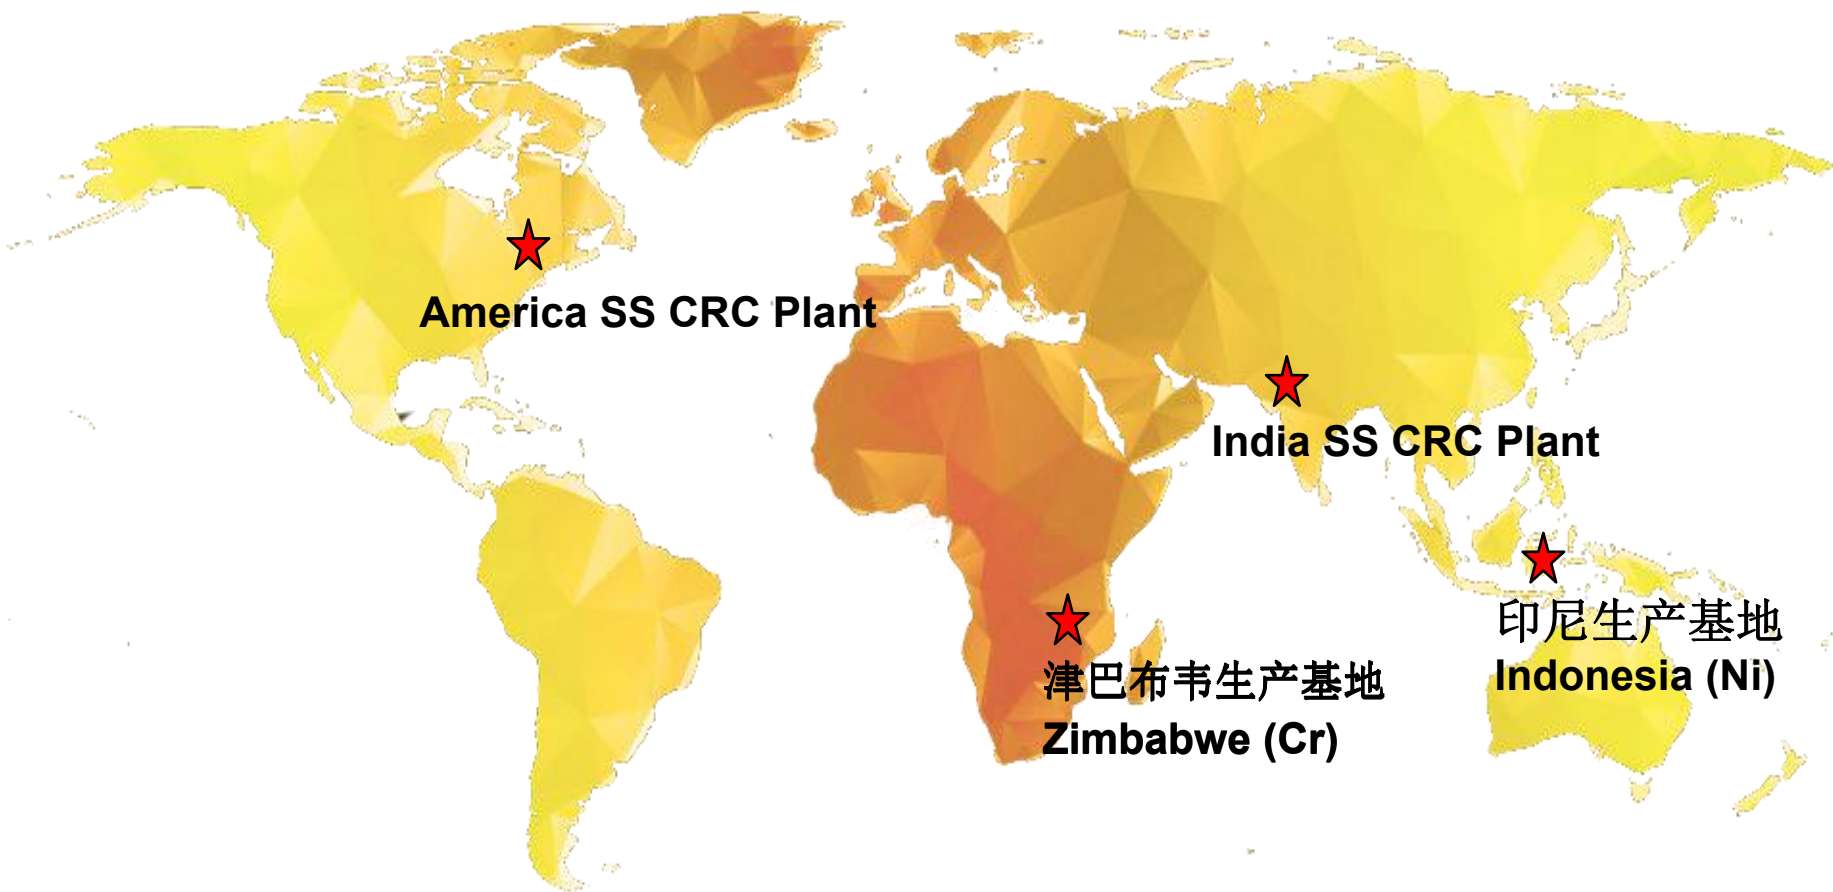 America SS CRC Plant
India SS CRC Plant
印尼生产基地
Indonesia (Ni)
津巴布韦生产基地
Zimbabwe (Cr)